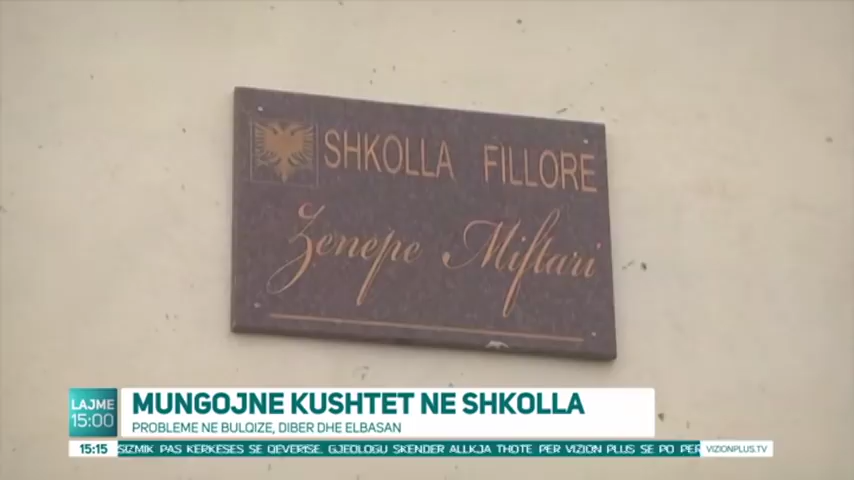 SHKOLLA FILLORE
Zenepe Miftari
LAJME
15:00
MUNGOJNE KUSHTET NE SHKOLLA
PROBLEME NE BULQIZE, DIBER DHE ELBASAN
15:15 SIZMIK PAS KERKESES SE QEVERISE. GJEOLOGU SKENDER ALLKJA THOTE PER VIZION PLUS SE PO PER VIZIONPLUS.TV